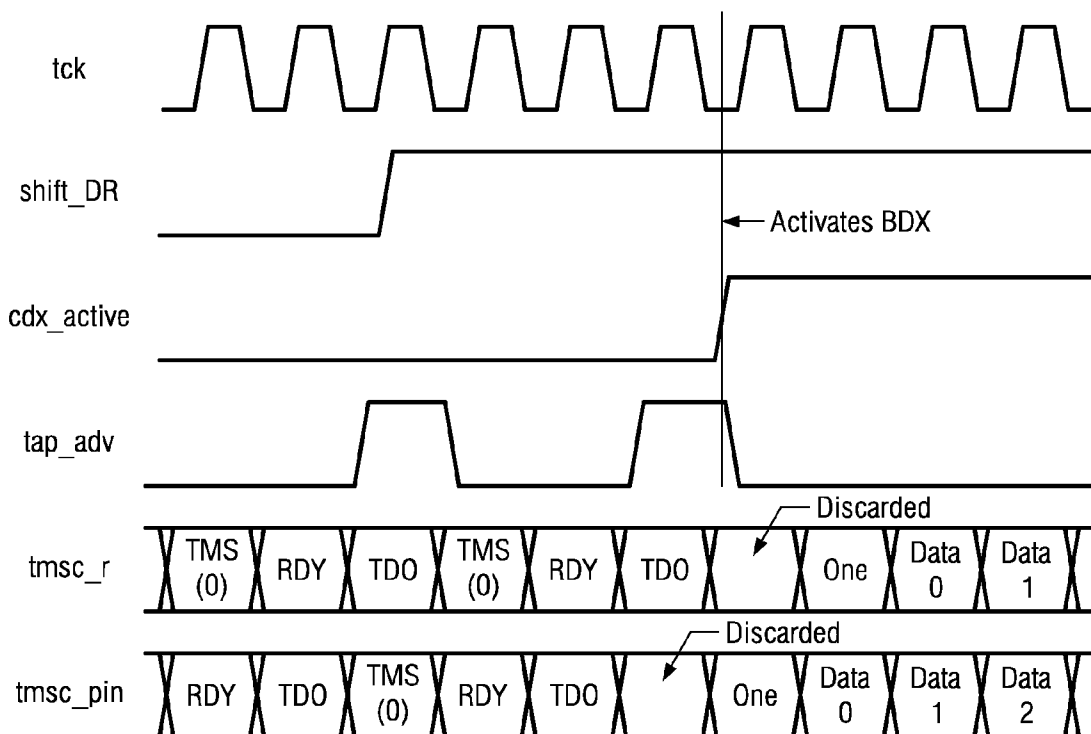 tck
shift_DR
Activates BDX
cdx_active
tap_adv
Discarded
tmsc_r
TMS
(0)
RDY
TDO
TMS
(0)
RDY
TDO
One
Data
0
Data
1
Discarded
tmsc_pin
RDY
TDO
TMS
(0)
RDY
TDO
One
Data
0
Data
1
Data
2